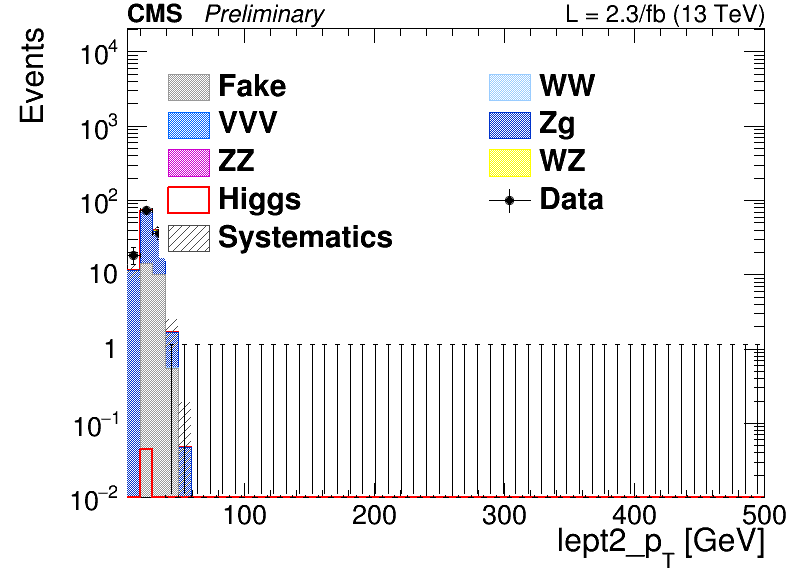 CMS Preliminary L = 2.3/fb (13 TeV)
Events
10⁴
10³
10²
10
1
10⁻¹
10⁻²
Fake WW
VVV Zg
ZZ WZ
Higgs Data
Systematics
100 200 300 400 500
lept2_p_T [GeV]